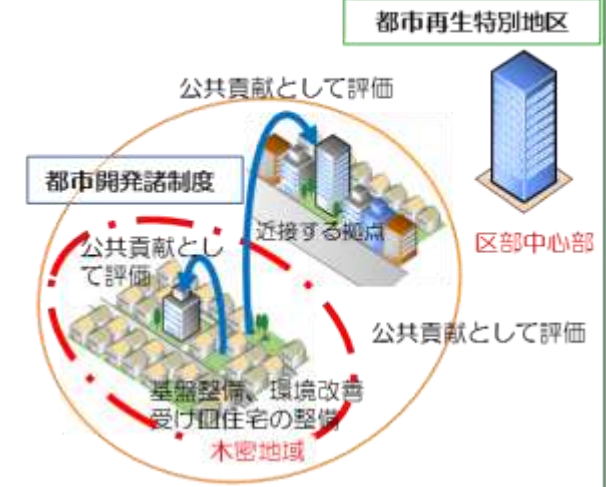 都市再生特別地区
公共貢献として評価
都市開発諸制度
近接する拠点
区部中心部
公共貢献とし
て評価
公共貢献として評価
基盤整備、環境改善
受け皿住宅の整備
木密地域